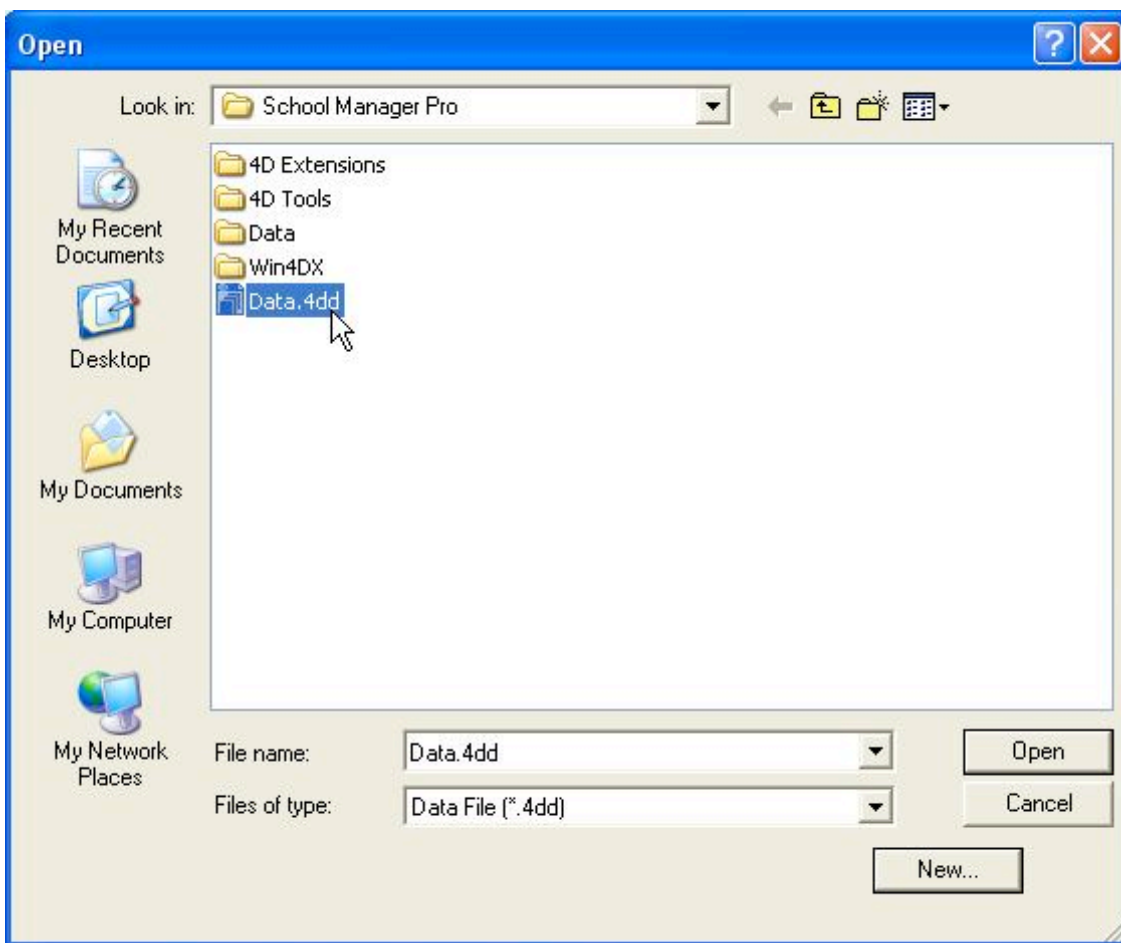 Open
Look in:
School Manager Pro
My Recent
Documents
Desktop
My Documents
My Computer
My Network
Places
4D Extensions
4D Tools
Data
Win4DX
Data.4dd
File name:
Data.4dd
Open
Files of type:
Data File (*.4dd)
Cancel
New...